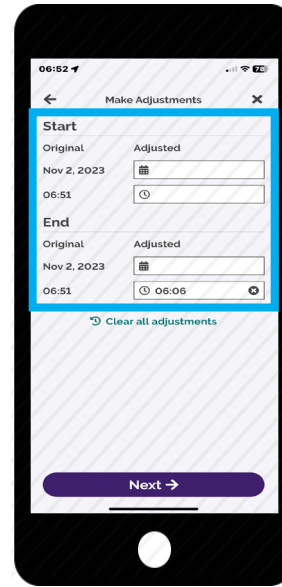 06:52 78
Make Adjustments
Start
Original Adjusted
Nov 2, 2023
06:51
End
Original Adjusted
Nov 2, 2023
06:51 06:06
Clear all adjustments
Next